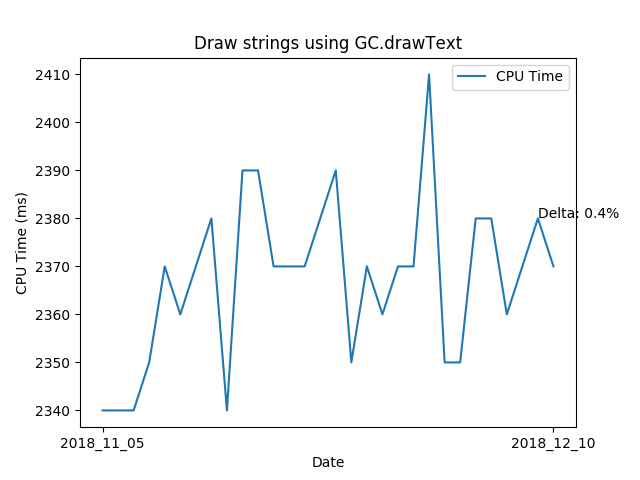 Draw strings using GC.drawText
CPU Time
2410
2400
2390
2380
2370
2360
2350
2340
CPU Time (ms)
Delta: 0.4%
2018_11_05
2018_12_10
Date